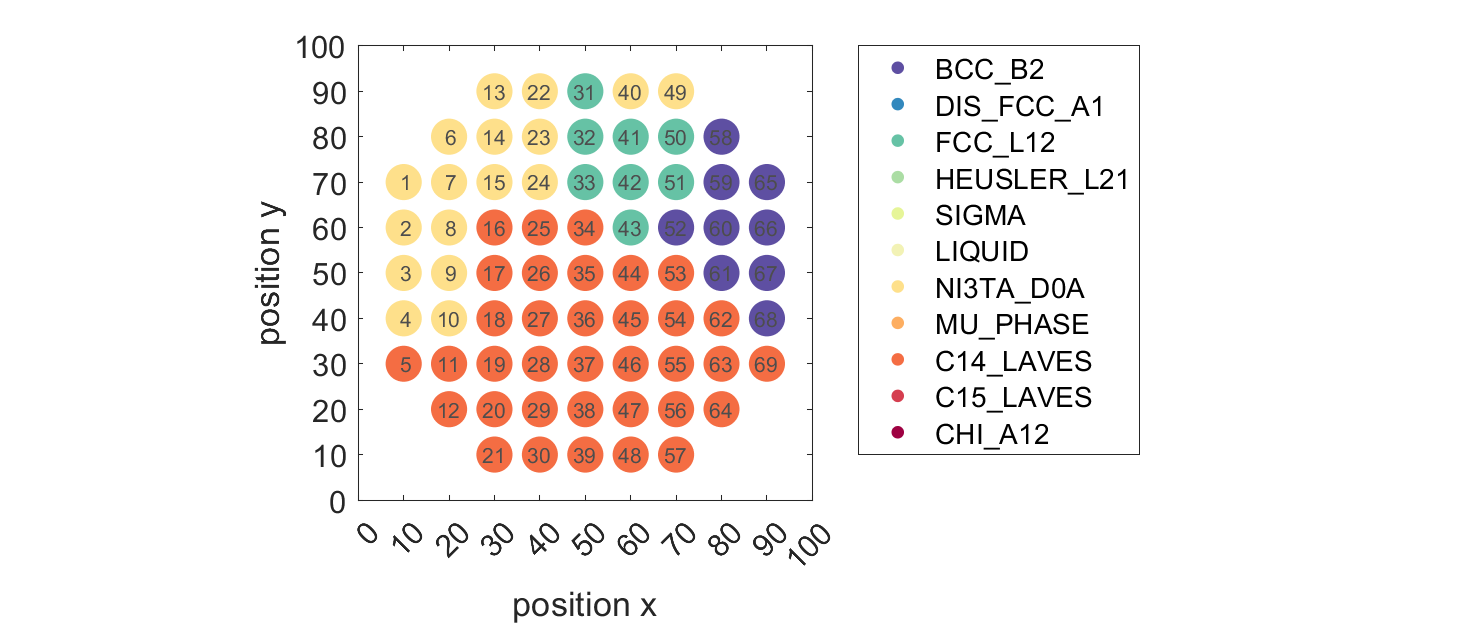 100
90 13 22 31 40 49
80 6 14 23 32 41 50 58
70 1 7 15 24 33 42 51 59 65
60 2 8 16 25 34 43 52 60 66
50 3 9 17 26 35 44 53 61 67
40 4 10 18 27 36 45 54 62 68
30 5 11 19 28 37 46 55 63 69
20 12 20 29 38 47 56 64
10 21 30 39 48 57
0
position y
0 10 20 30 40 50 60 70 80 90 100
position x
BCC_B2
DIS_FCC_A1
FCC_L12
HEUSLER_L21
SIGMA
LIQUID
NI3TA_D0A
MU_PHASE
C14_LAVES
C15_LAVES
CHI_A12